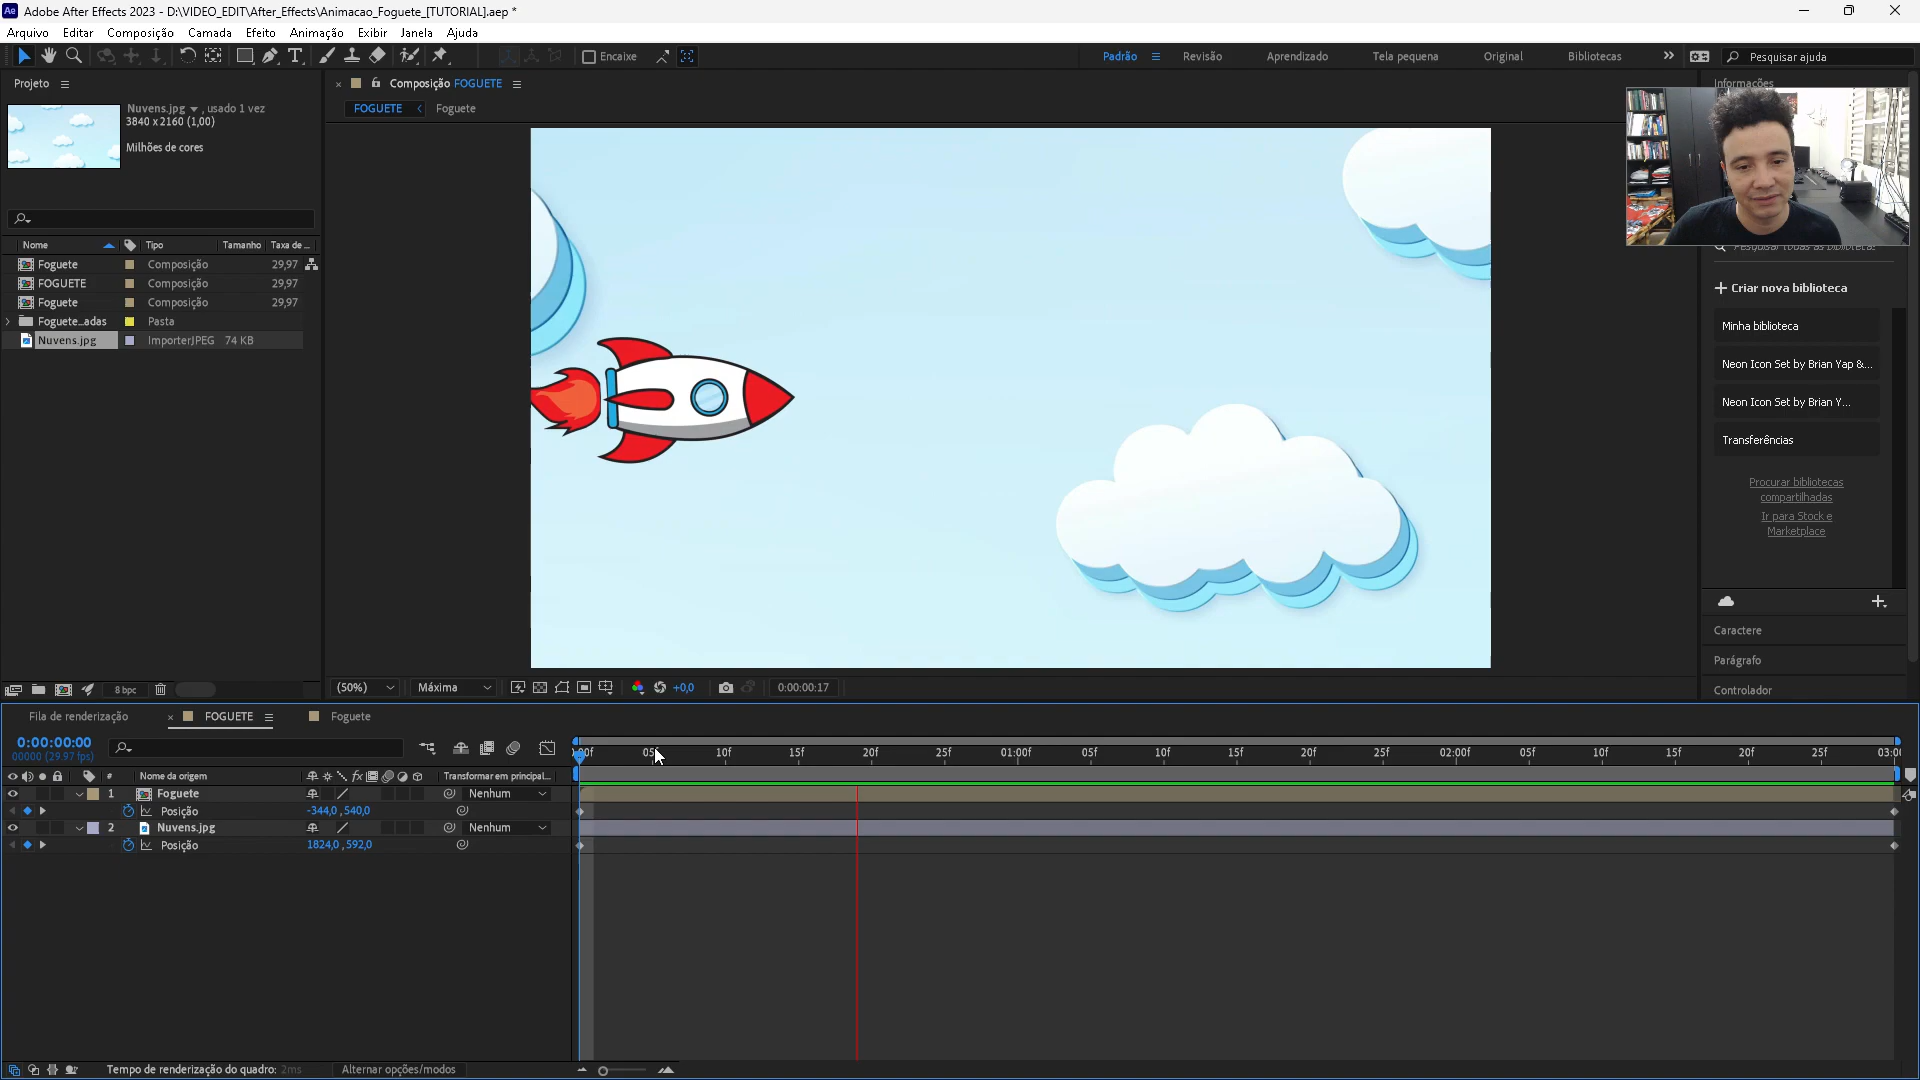 Adobe After Effects 2023 - D:\VIDEO_EDIT\After_Effects\Animacao_Foguete_[TUTORIAL].aep *
Arquivo Editar Composição Camada Efeito Animação Exibir Janela Ajuda
Encaixe Padrão Revisão Aprendizado Tela pequena Original Bibliotecas Pesquisar ajuda
Projeto
Nuvens.jpg , usado 1 vez
3840 x 2160 (1,00)
Milhões de cores
Nome Tipo Tamanho Taxa de ...
Foguete Composição 29,97
FOGUETE Composição 29,97
Foguete Composição 29,97
Foguete...adas Pasta
Nuvens.jpg ImporterJPEG 74 KB
8 bpc
Composição FOGUETE
FOGUETE Foguete
(50%) Máxima +0,0 0:00:00:17
Informações
Pesquisar todas as bibliotecas
Criar nova biblioteca
Minha biblioteca
Neon Icon Set by Brian Yap &...
Neon Icon Set by Brian Y...
Transferências
Procurar bibliotecas
compartilhadas
Ir para Stock e
Marketplace
Caractere
Parágrafo
Controlador
Fila de renderização FOGUETE Foguete
0:00:00:00
00000 (29.97 fps)
:00f 05f 10f 15f 20f 25f 01:00f 05f 10f 15f 20f 25f 02:00f 05f 10f 15f 20f 25f 03:00
# Nome da origem fx Transformar em principal...
1 Foguete Nenhum
Posição -344,0 ,540,0
2 Nuvens.jpg Nenhum
Posição 1824,0 ,592,0
Tempo de renderização do quadro: 2ms Alternar opções/modos